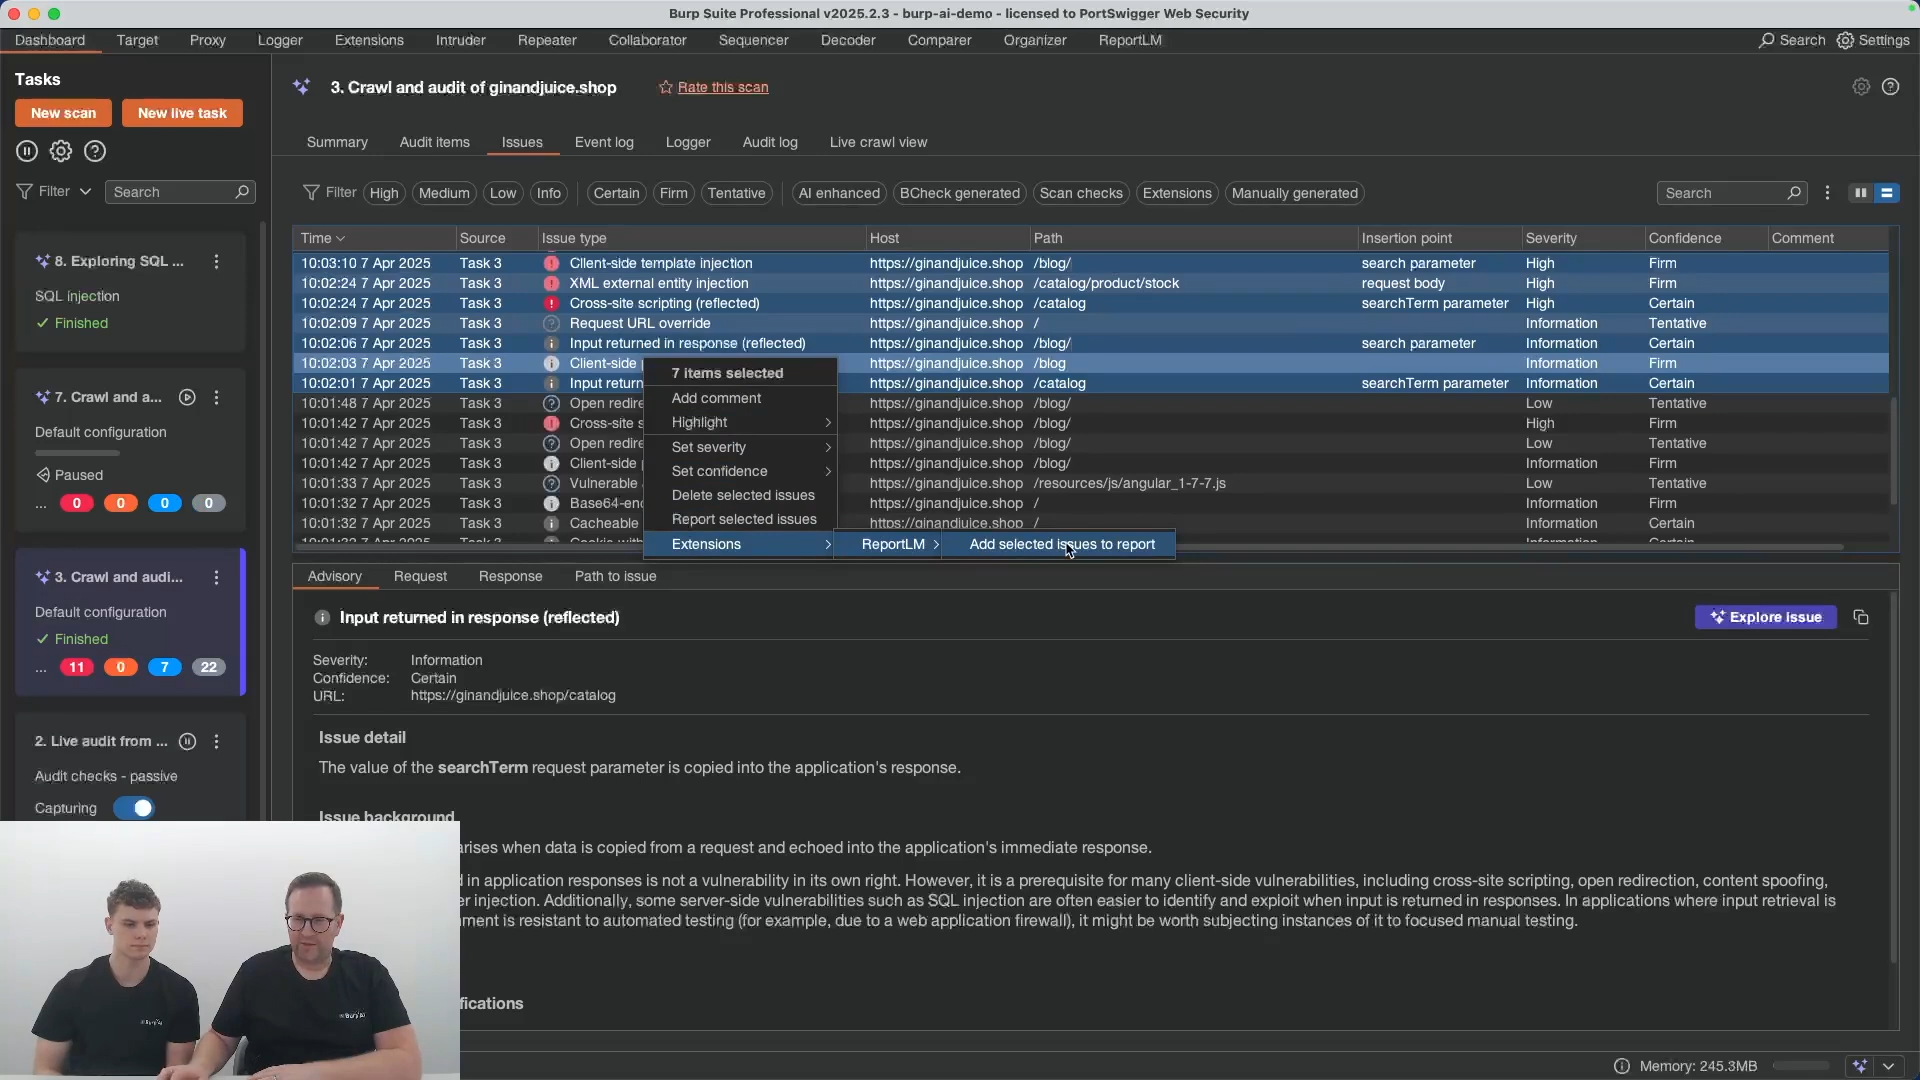 Burp Suite Professional v2025.2.3 - burp-ai-demo - licensed to PortSwigger Web Security
Dashboard Target Proxy Logger Extensions Intruder Repeater Collaborator Sequencer Decoder Comparer Organizer ReportLM Search Settings
Tasks
New scan New live task
Filter Search
8. Exploring SQL ...
SQL injection
Finished
7. Crawl and a...
Default configuration
Paused
... 0 0 0 0
3. Crawl and audi...
Default configuration
Finished
... 11 0 7 22
2. Live audit from ...
Audit checks - passive
Capturing
3. Crawl and audit of ginandjuice.shop Rate this scan
Summary Audit items Issues Event log Logger Audit log Live crawl view
Filter High Medium Low Info Certain Firm Tentative AI enhanced BCheck generated Scan checks Extensions Manually generated Search
Time Source Issue type Host Path Insertion point Severity Confidence Comment
10:03:10 7 Apr 2025 Task 3 Client-side template injection https://ginandjuice.shop /blog/ search parameter High Firm
10:02:24 7 Apr 2025 Task 3 XML external entity injection https://ginandjuice.shop /catalog/product/stock request body High Firm
10:02:24 7 Apr 2025 Task 3 Cross-site scripting (reflected) https://ginandjuice.shop /catalog searchTerm parameter High Certain
10:02:09 7 Apr 2025 Task 3 Request URL override https://ginandjuice.shop / Information Tentative
10:02:06 7 Apr 2025 Task 3 Input returned in response (reflected) https://ginandjuice.shop /blog/ search parameter Information Certain
10:02:03 7 Apr 2025 Task 3 Client-side https://ginandjuice.shop /blog Information Firm
10:02:01 7 Apr 2025 Task 3 Input return https://ginandjuice.shop /catalog searchTerm parameter Information Certain
10:01:48 7 Apr 2025 Task 3 Open redire https://ginandjuice.shop /blog/ Low Tentative
10:01:42 7 Apr 2025 Task 3 Cross-site s https://ginandjuice.shop /blog/ High Firm
10:01:42 7 Apr 2025 Task 3 Open redire https://ginandjuice.shop /blog/ Low Tentative
10:01:42 7 Apr 2025 Task 3 Client-side https://ginandjuice.shop /blog/ Information Firm
10:01:33 7 Apr 2025 Task 3 Vulnerable https://ginandjuice.shop /resources/js/angular_1-7-7.js Low Tentative
10:01:32 7 Apr 2025 Task 3 Base64-enc https://ginandjuice.shop / Information Firm
10:01:32 7 Apr 2025 Task 3 Cacheable https://ginandjuice.shop / Information Certain
7 items selected
Add comment
Highlight
Set severity
Set confidence
Delete selected issues
Report selected issues
Extensions ReportLM Add selected issues to report
Advisory Request Response Path to issue
Input returned in response (reflected) Explore issue
Severity: Information
Confidence: Certain
URL: https://ginandjuice.shop/catalog
Issue detail
The value of the searchTerm request parameter is copied into the application's response.
Issue background
arises when data is copied from a request and echoed into the application's immediate response.
d in application responses is not a vulnerability in its own right. However, it is a prerequisite for many client-side vulnerabilities, including cross-site scripting, open redirection, content spoofing,
er injection. Additionally, some server-side vulnerabilities such as SQL injection are often easier to identify and exploit when input is returned in responses. In applications where input retrieval is
nment is resistant to automated testing (for example, due to a web application firewall), it might be worth subjecting instances of it to focused manual testing.
fications
Burp AI
Burp AI
Memory: 245.3MB